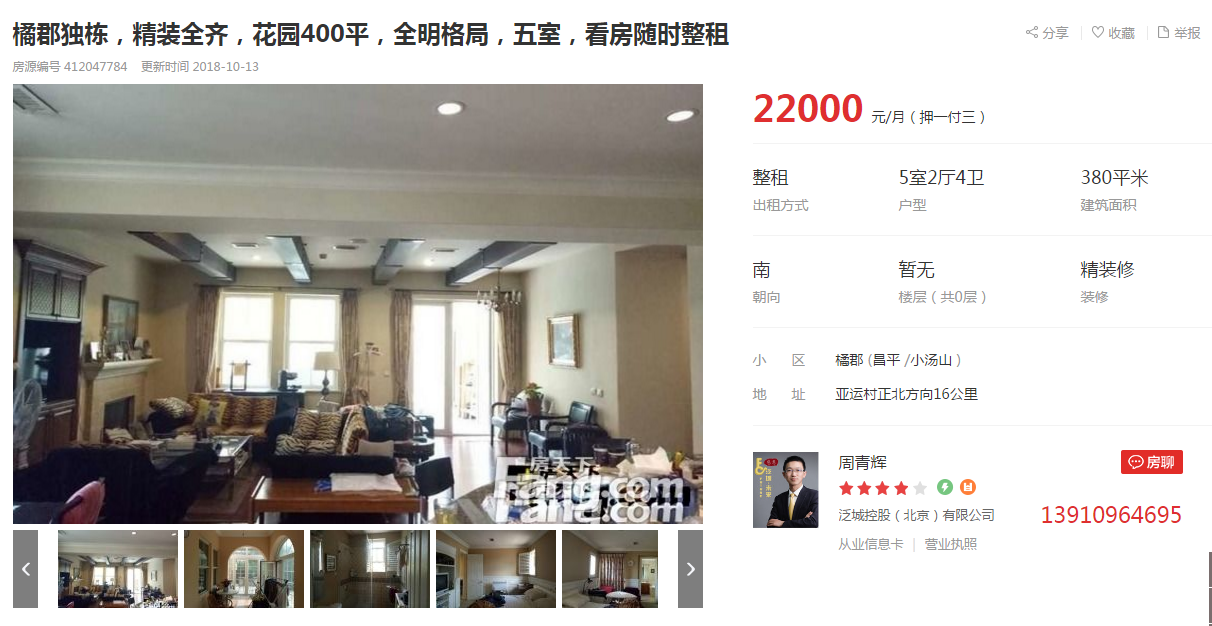 橘郡独栋，精装全齐，花园400平，全明格局，五室，看房随时整租
分享
收藏
举报
房源编号 412047784 更新时间 2018-10-13
22000 元/月 ( 押一付三 )
整租 5室2厅4卫 380平米
出租方式 户型 建筑面积
南 暂无 精装修
朝向 楼层（共0层） 装修
小 区 橘郡 (昌平 /小汤山 )
地 址 亚运村正北方向16公里
周青辉
房聊
泛城控股（北京）有限公司
13910964695
从业信息卡 | 营业执照
房天下
Fang.com